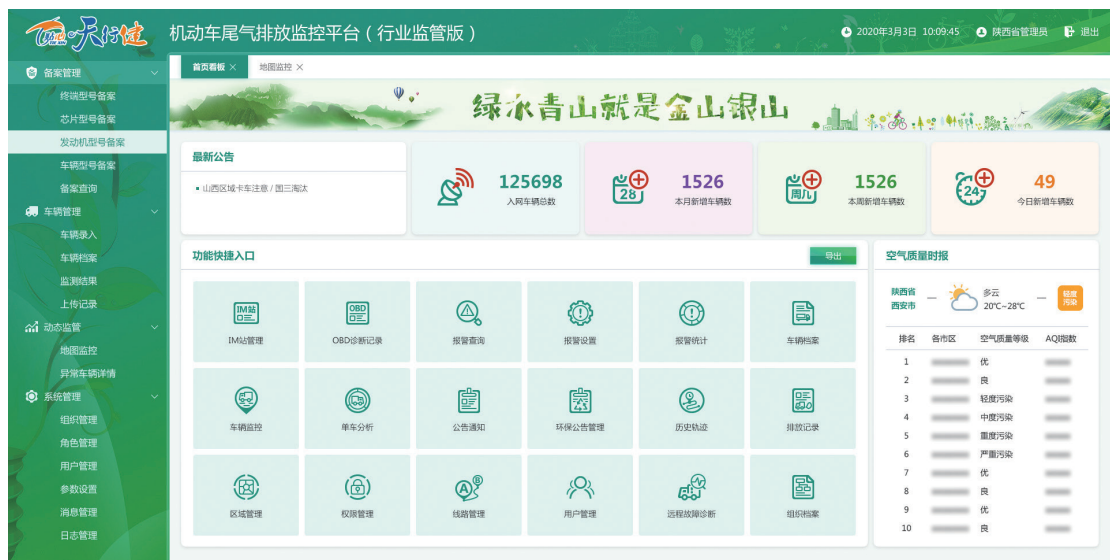 天行健
机动车尾气排放监控平台（行业监管版）
2020年3月3日 10:09:45
陕西省管理员
退出
备案管理
终端型号备案
芯片型号备案
发动机型号备案
车辆型号备案
备案查询
车辆管理
车辆录入
车辆档案
监测结果
上传记录
动态监管
地图监控
异常车辆详情
系统管理
组织管理
角色管理
用户管理
参数设置
消息管理
日志管理
首页看板 ×
地图监控 ×
绿水青山就是金山银山
最新公告
山西区域卡车注意 / 国三淘汰
125698
入网车辆总数
28
1526
本月新增车辆数
周几
1526
本周新增车辆数
24
49
今日新增车辆数
功能快捷入口
导出
IM站
IM站管理
OBD
OBD诊断记录
报警查询
报警设置
报警统计
车辆档案
车辆监控
单车分析
公告通知
环保公告管理
历史轨迹
排放记录
区域管理
权限管理
A B
线路管理
用户管理
远程故障诊断
组织档案
空气质量时报
陕西省
西安市
多云
20℃~28℃
轻度
污染
排名 各市区 空气质量等级 AQI指数
1 优
2 良
3 轻度污染
4 中度污染
5 重度污染
6 严重污染
7 优
8 良
9 优
10 良